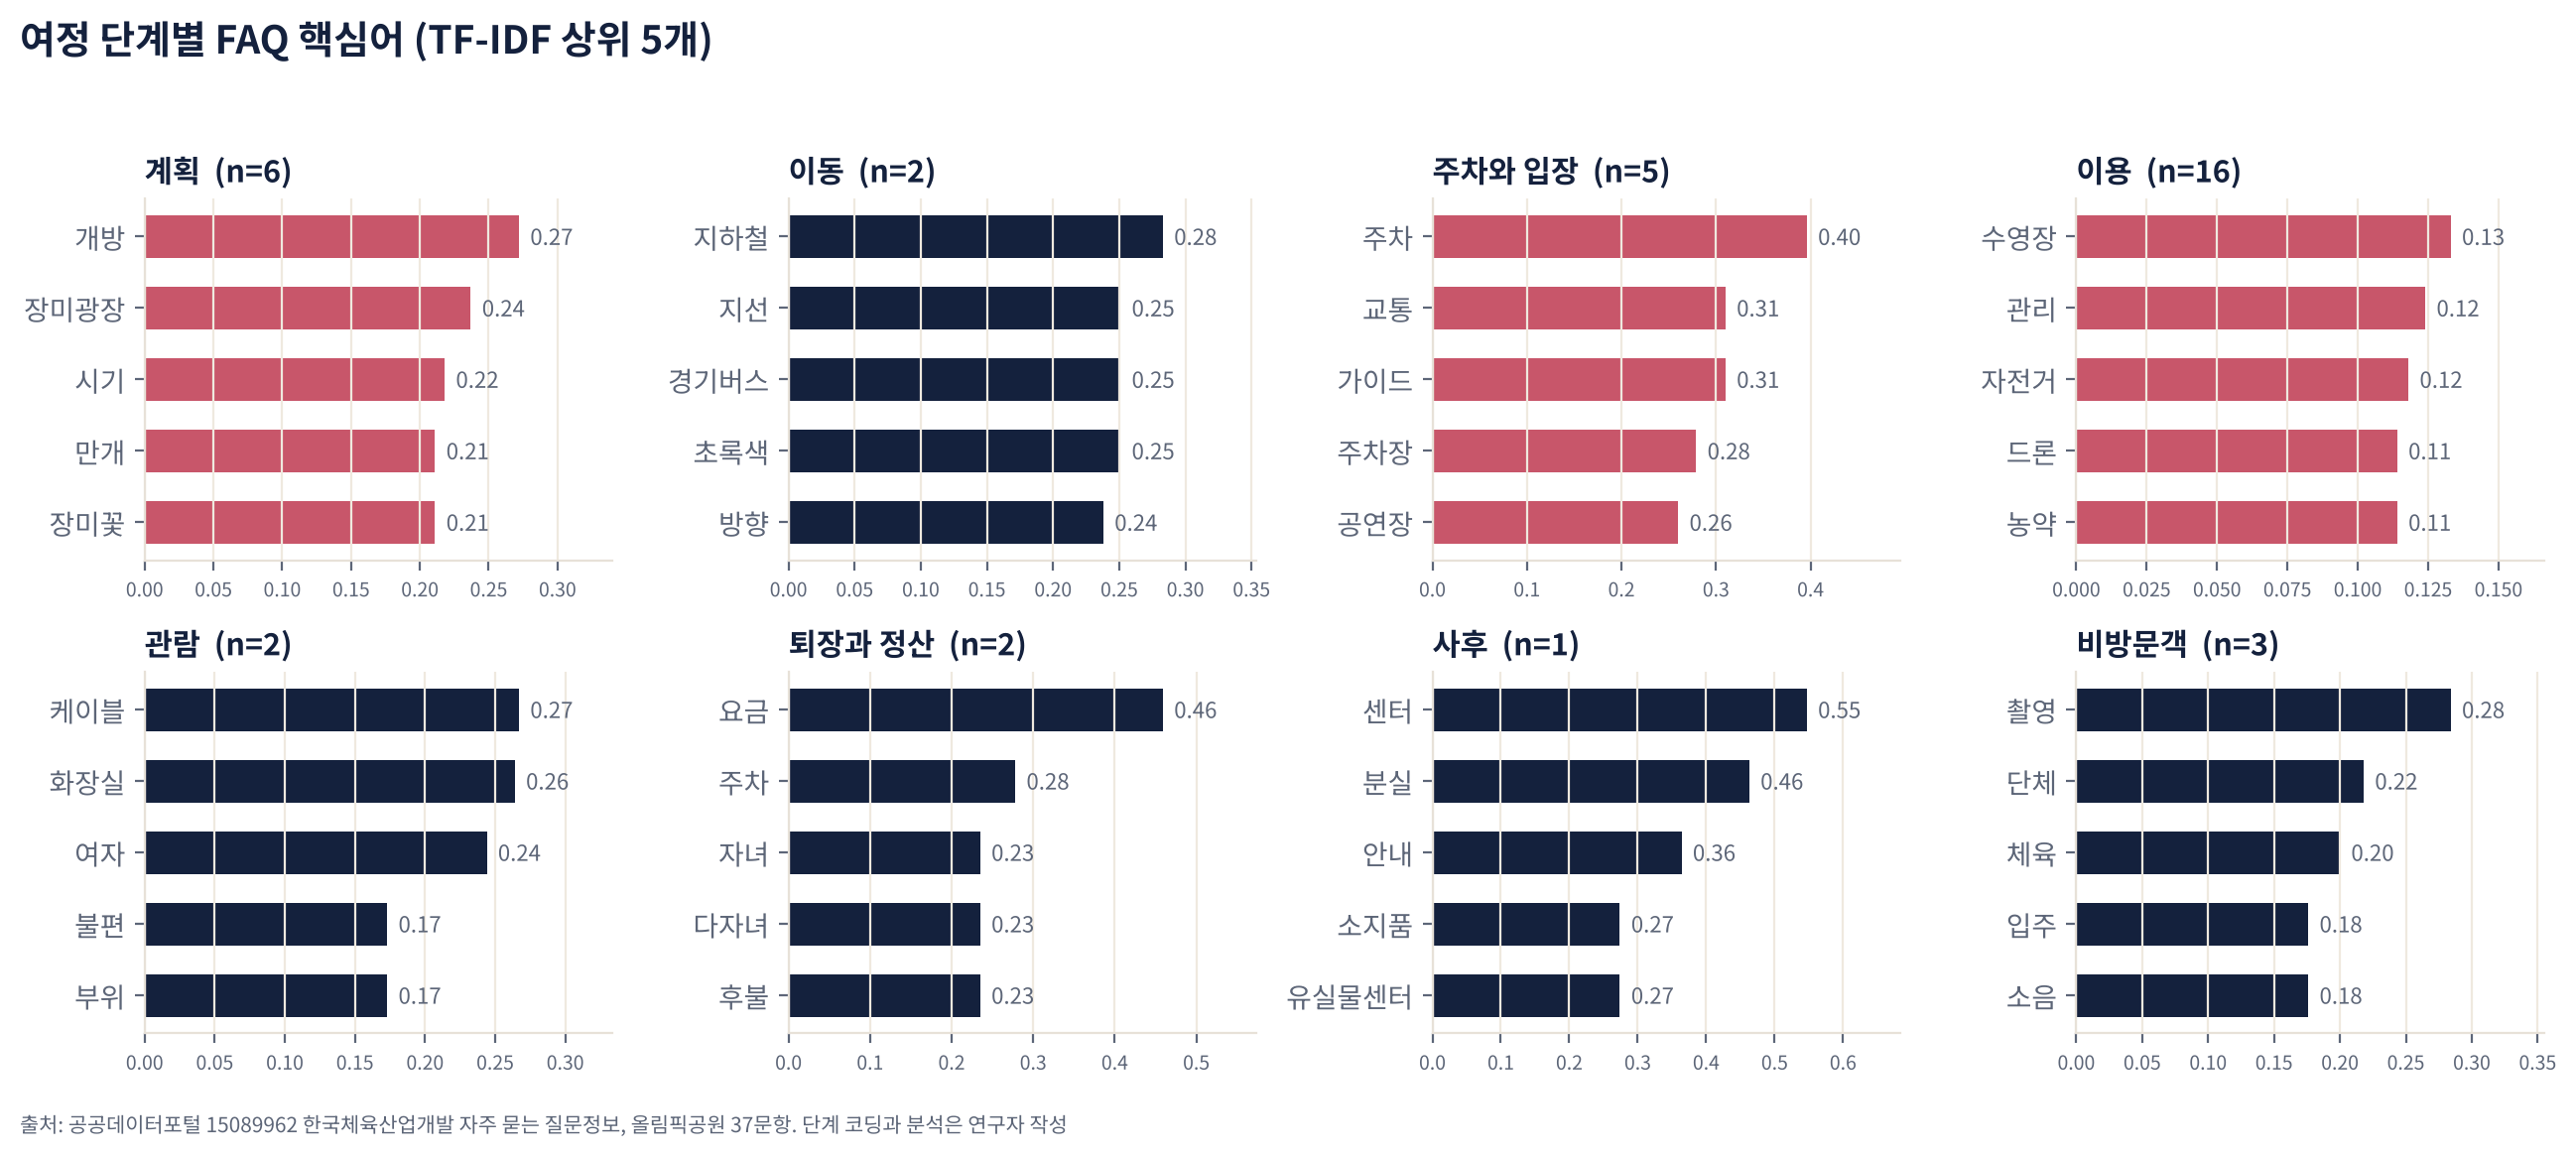 여정 단계별 FAQ 핵심어 (TF-IDF 상위 5개)
계획 (n=6)
개방 0.27
장미광장 0.24
시기 0.22
만개 0.21
장미꽃 0.21
0.00 0.05 0.10 0.15 0.20 0.25 0.30
이동 (n=2)
지하철 0.28
지선 0.25
경기버스 0.25
초록색 0.25
방향 0.24
0.00 0.05 0.10 0.15 0.20 0.25 0.30 0.35
주차와 입장 (n=5)
주차 0.40
교통 0.31
가이드 0.31
주차장 0.28
공연장 0.26
0.0 0.1 0.2 0.3 0.4
이용 (n=16)
수영장 0.13
관리 0.12
자전거 0.12
드론 0.11
농약 0.11
0.000 0.025 0.050 0.075 0.100 0.125 0.150
관람 (n=2)
케이블 0.27
화장실 0.26
여자 0.24
불편 0.17
부위 0.17
0.00 0.05 0.10 0.15 0.20 0.25 0.30
퇴장과 정산 (n=2)
요금 0.46
주차 0.28
자녀 0.23
다자녀 0.23
후불 0.23
0.0 0.1 0.2 0.3 0.4 0.5
사후 (n=1)
센터 0.55
분실 0.46
안내 0.36
소지품 0.27
유실물센터 0.27
0.0 0.1 0.2 0.3 0.4 0.5 0.6
비방문객 (n=3)
촬영 0.28
단체 0.22
체육 0.20
입주 0.18
소음 0.18
0.00 0.05 0.10 0.15 0.20 0.25 0.30 0.35
출처: 공공데이터포털 15089962 한국체육산업개발 자주 묻는 질문정보, 올림픽공원 37문항. 단계 코딩과 분석은 연구자 작성